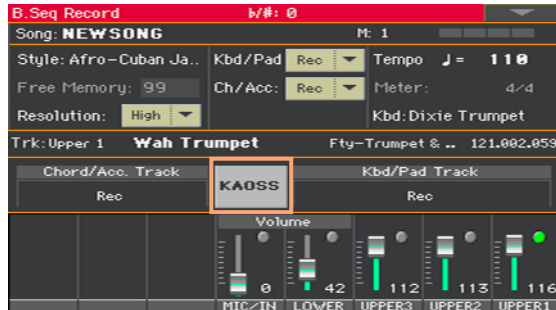 B.Seq Record ♭/#: 0
Song: NEWSONG M: 1
Style: Afro-Cuban Ja.. Kbd/Pad Rec Tempo ♩= 110
Free Memory: 99 Ch/Acc: Rec Meter: 4/4
Resolution: High Kbd:Dixie Trumpet
Trk:Upper 1 Wah Trumpet Fty-Trumpet & .. 121.002.059
Chord/Acc. Track KAOSS Kbd/Pad Track
Rec Rec
Volume
0 42 112 113 116
MIC/IN LOWER UPPER3 UPPER2 UPPER1